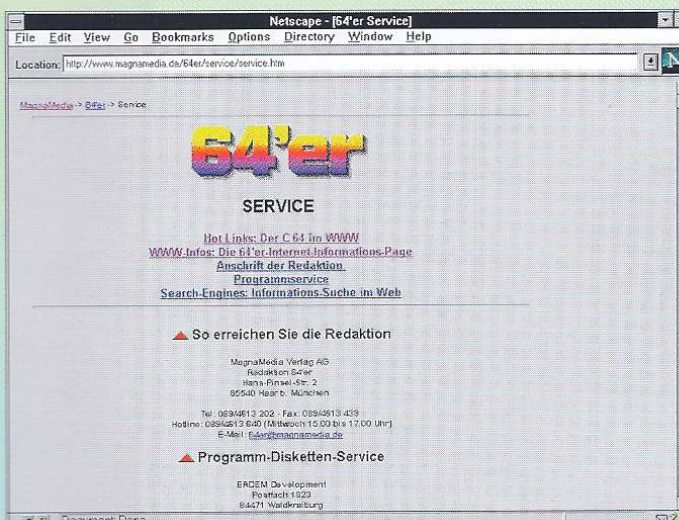 Netscape - [64'er Service]
File Edit View Go Bookmarks Options Directory Window Help
Location: http://www.magnamedia.de/64er/service/service.htm
N
MagnaMedia -> 64er -> Service
64'er
SERVICE
Hot Links: Der C 64 im WWW
WWW-Infos: Die 64'er-Internet-Informations-Page
Anschrift der Redaktion
Programmservice
Search-Engines: Informations-Suche im Web
So erreichen Sie die Redaktion
MagnaMedia Verlag AG
Redaktion 64'er
Hans-Pinsel-Str. 2
85540 Haar b. München
Tel: 089/4613 202 - Fax: 089/4613 439
Hotline: 089/4613 640 (Mittwoch 15.00 bis 17.00 Uhr)
E-Mail: 64er@magnamedia.de
Programm-Disketten-Service
ERDEM Development
Postfach 1823
84471 Waldkraiburg
Document: Done